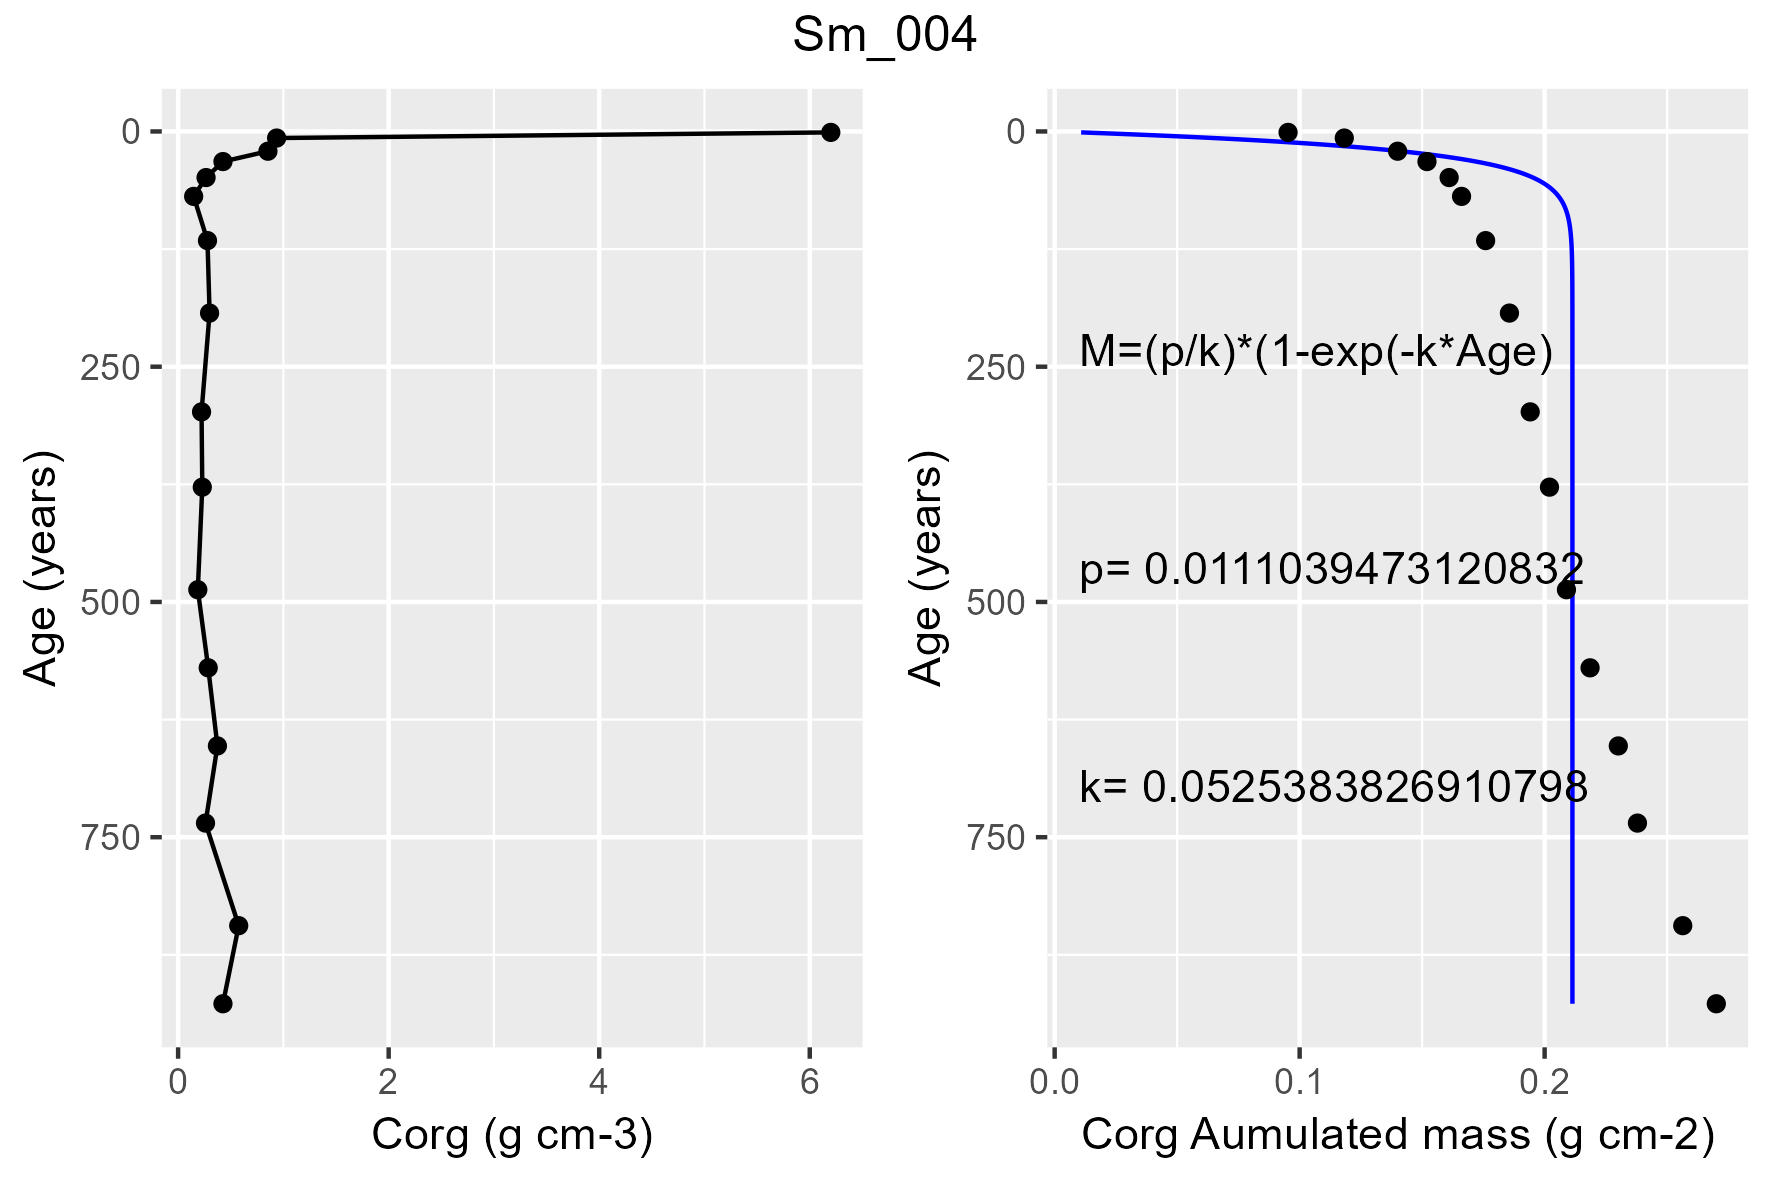 Sm_004
Age (years)
0
250
500
750
0
2
4
6
Corg (g cm-3)
Age (years)
0
250
500
750
M=(p/k)*(1-exp(-k*Age)
p= 0.0111039473120832
k= 0.0525383826910798
0.0
0.1
0.2
Corg Aumulated mass (g cm-2)